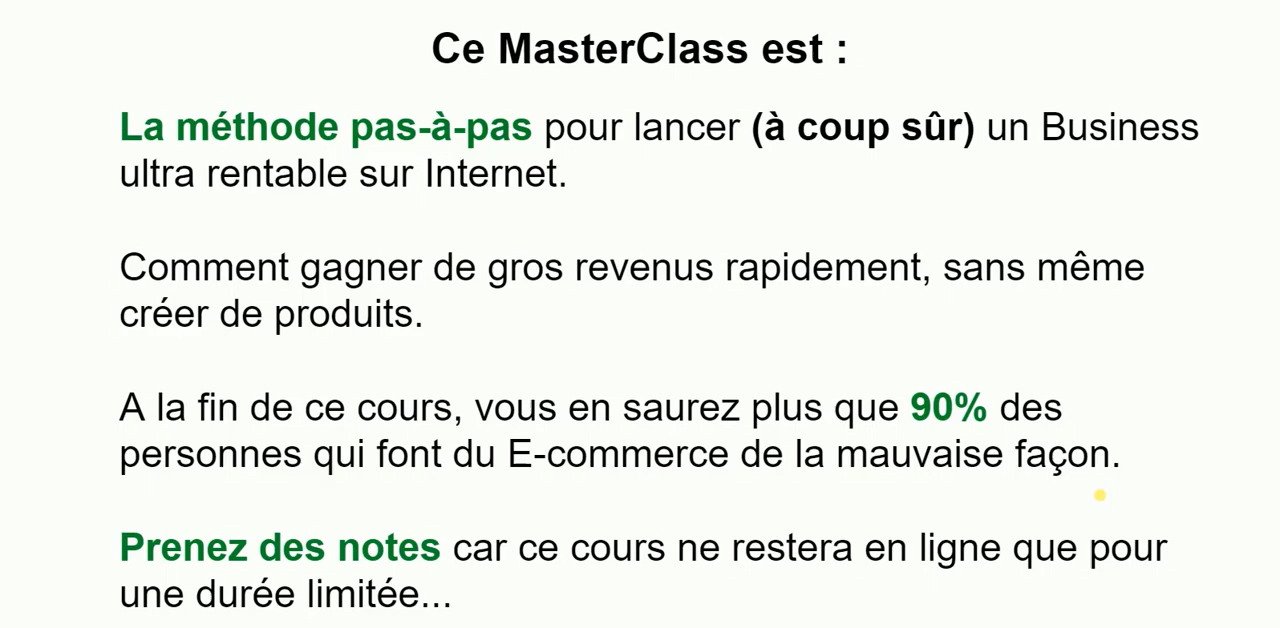 Ce MasterClass est :
La méthode pas-à-pas pour lancer (à coup sûr) un Business
ultra rentable sur Internet.
Comment gagner de gros revenus rapidement, sans même
créer de produits.
A la fin de ce cours, vous en saurez plus que 90% des
personnes qui font du E-commerce de la mauvaise façon.
Prenez des notes car ce cours ne restera en ligne que pour
une durée limitée...